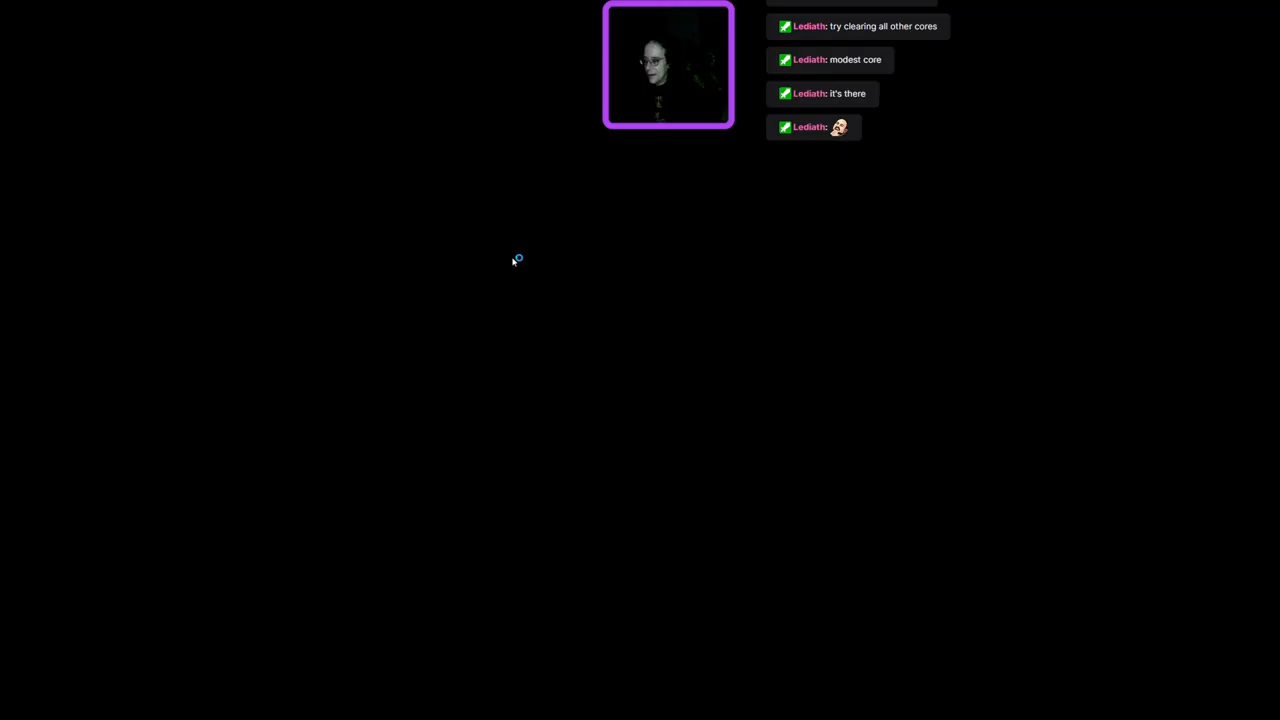 Lediath: try clearing all other cores
Lediath: modest core
Lediath: it's there
Lediath: